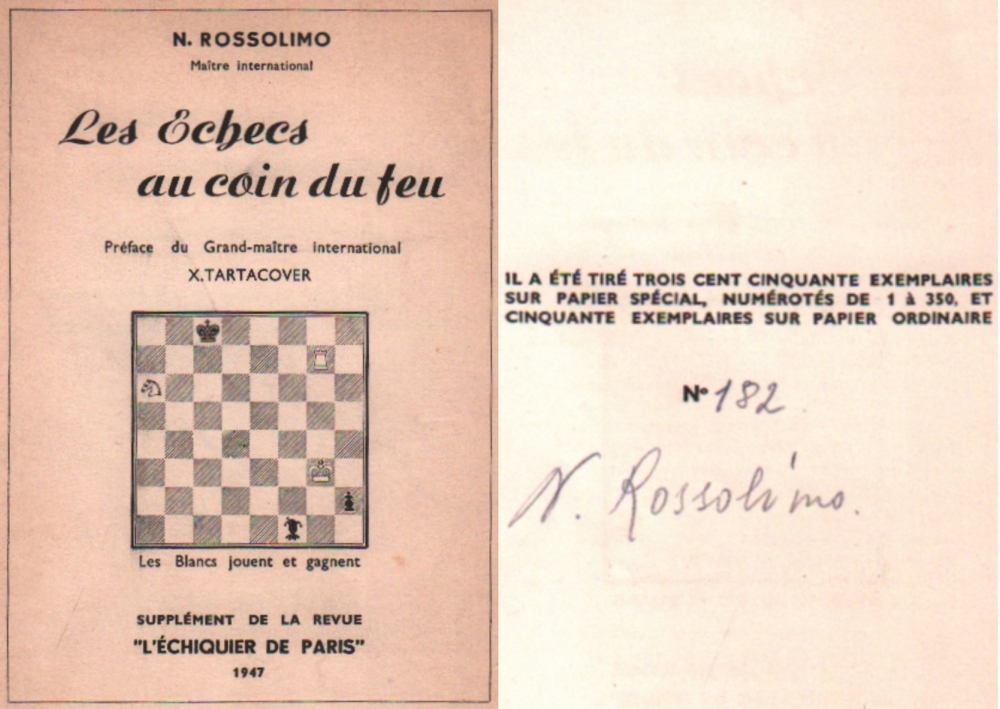 N. ROSSOLIMO
Maître international
Les Échecs
au coin du feu
Préface du Grand-maître international
X.TARTACOVER
Les Blancs jouent et gagnent
SUPPLÉMENT DE LA REVUE
"L'ÉCHIQUIER DE PARIS"
1947
IL A ÉTÉ TIRÉ TROIS CENT CINQUANTE EXEMPLAIRES
SUR PAPIER SPÉCIAL, NUMÉROTÉS DE 1 à 350, ET
CINQUANTE EXEMPLAIRES SUR PAPIER ORDINAIRE
N° 182
N. Rossolimo.